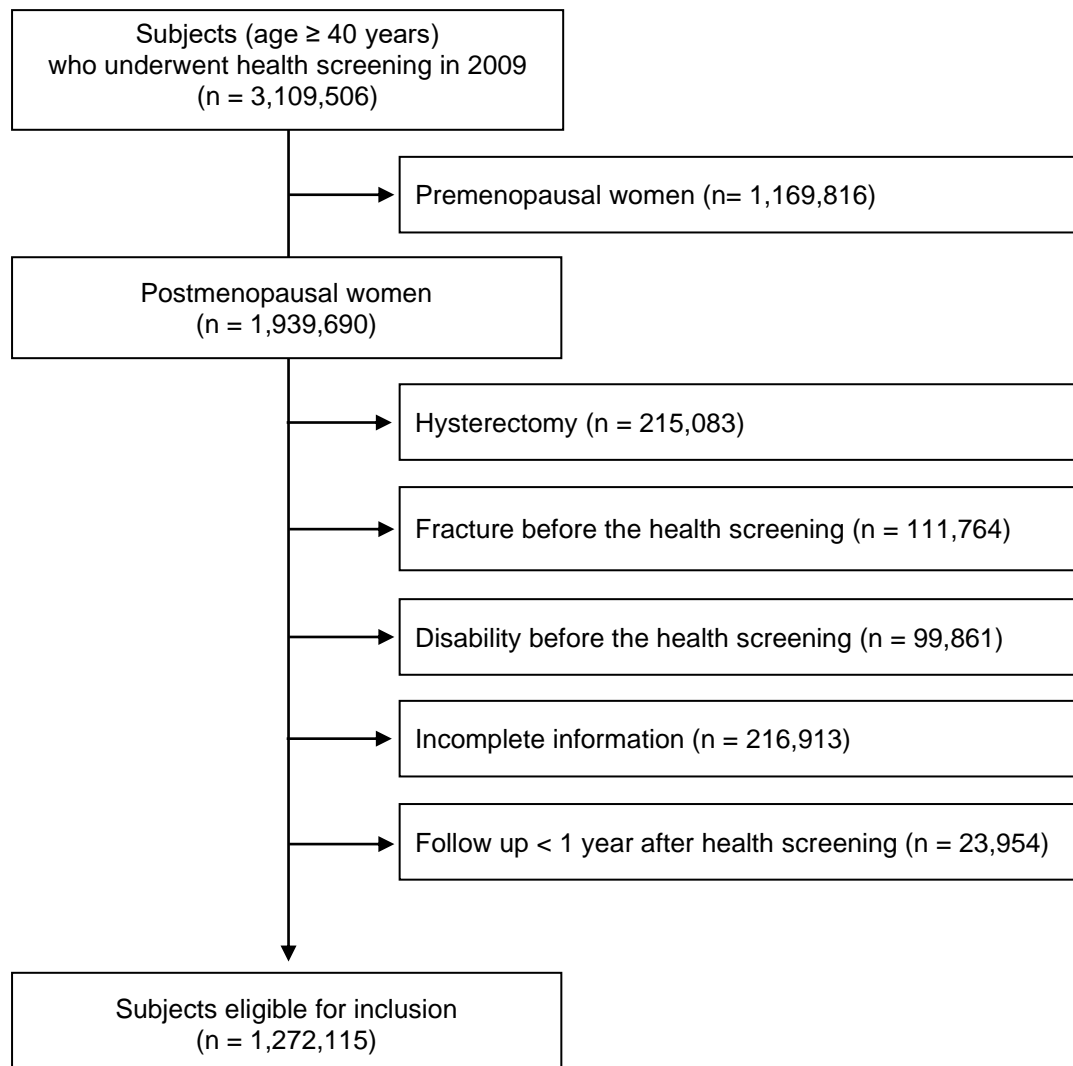 Subjects (age ≥ 40 years)
who underwent health screening in 2009
(n = 3,109,506)
Premenopausal women (n= 1,169,816)
Postmenopausal women
(n = 1,939,690)
Hysterectomy (n = 215,083)
Fracture before the health screening (n = 111,764)
Disability before the health screening (n = 99,861)
Incomplete information (n = 216,913)
Follow up < 1 year after health screening (n = 23,954)
Subjects eligible for inclusion
(n = 1,272,115)